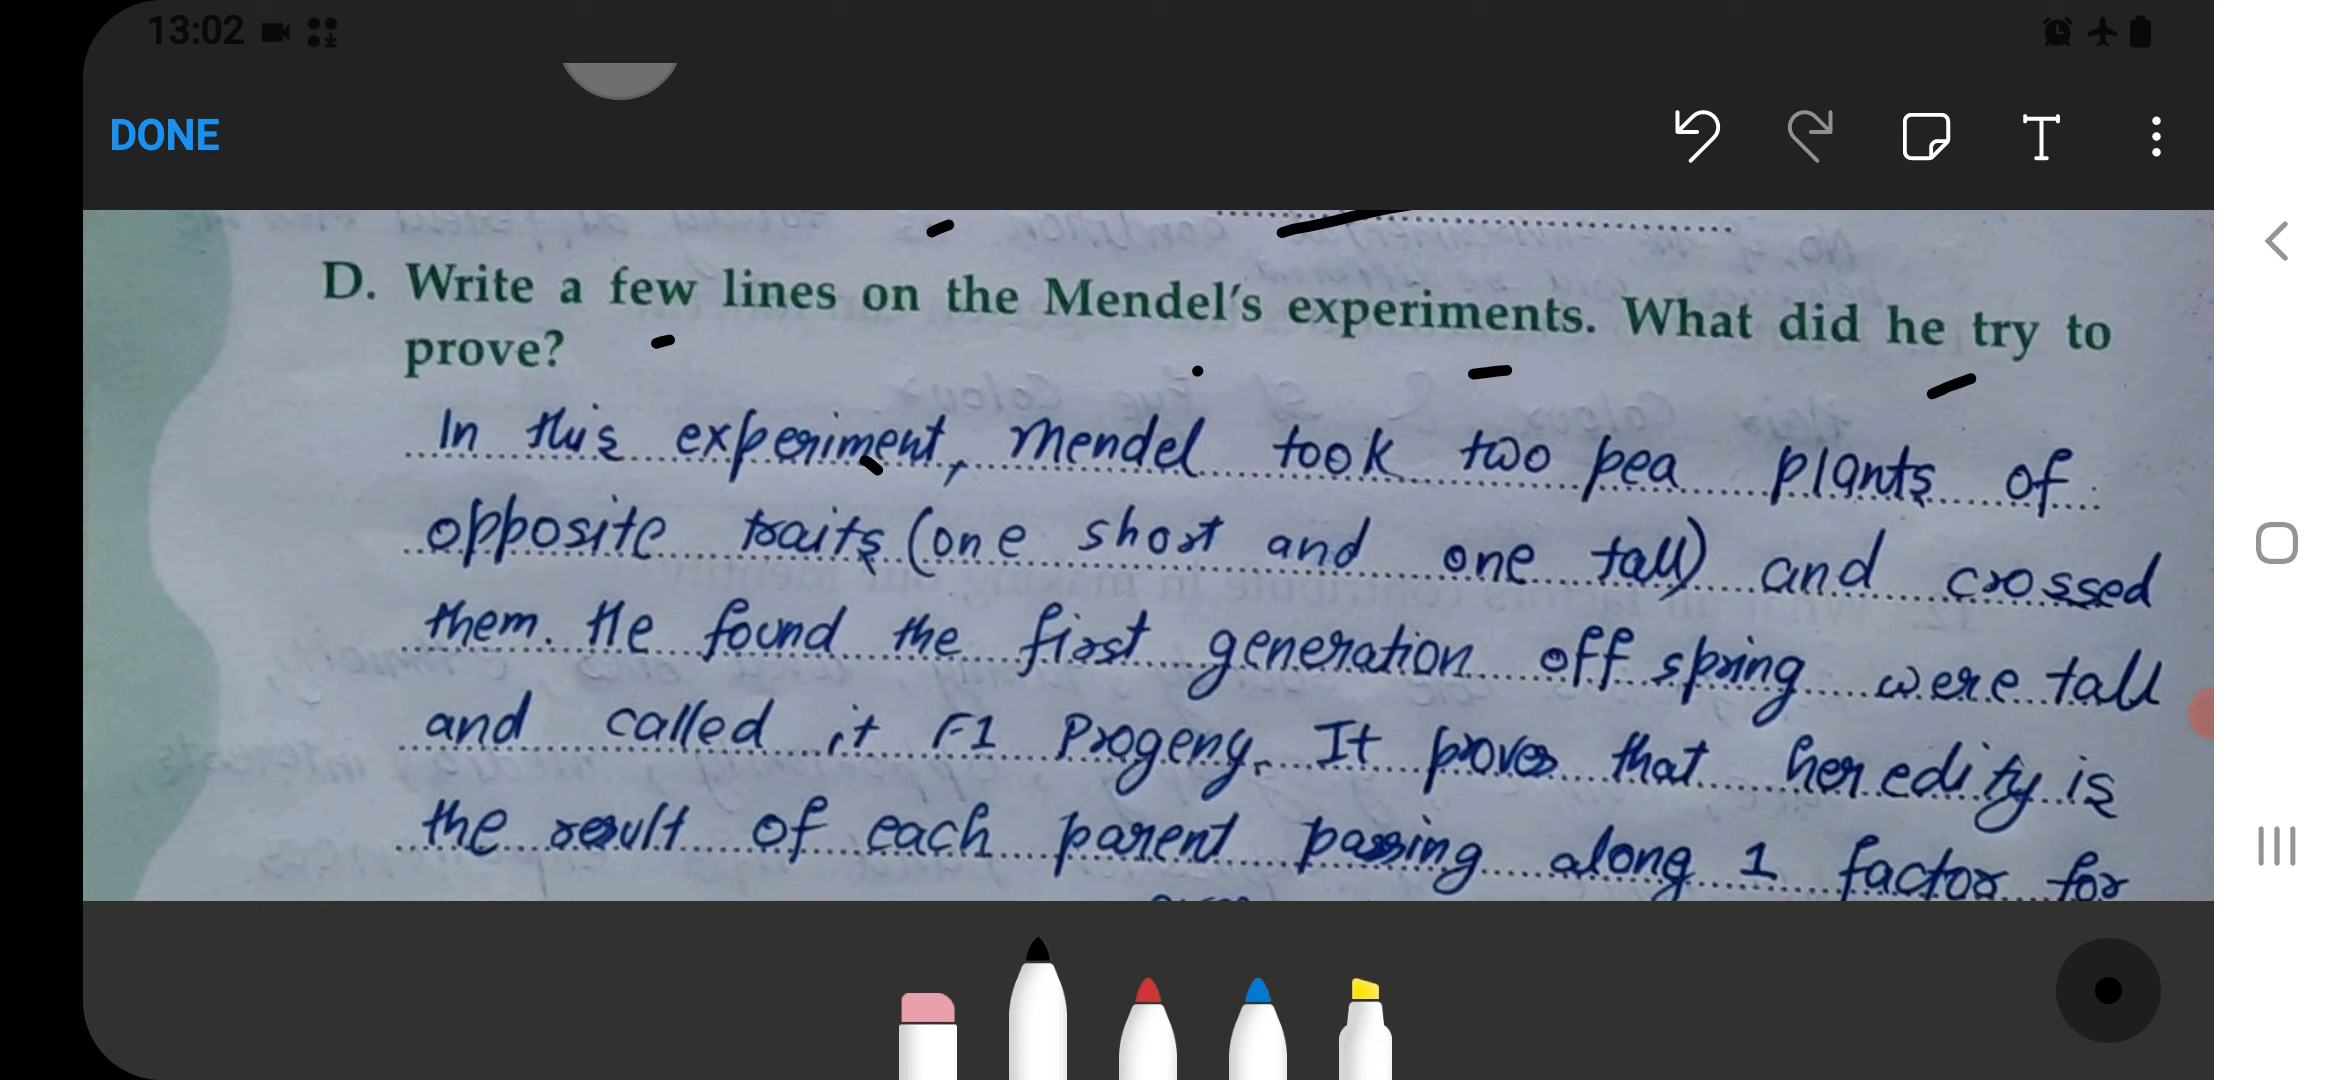 13:02
DONE
T
D. Write a few lines on the Mendel's experiments. What did he try to
prove?
In this experiment, Mendel took two pea plants of
opposite traits (one short and one tall) and crossed
them. He found the first generation off spring were tall
and called it F1 Progeny. It proves that heredity is
the result of each parent passing along 1 factor for